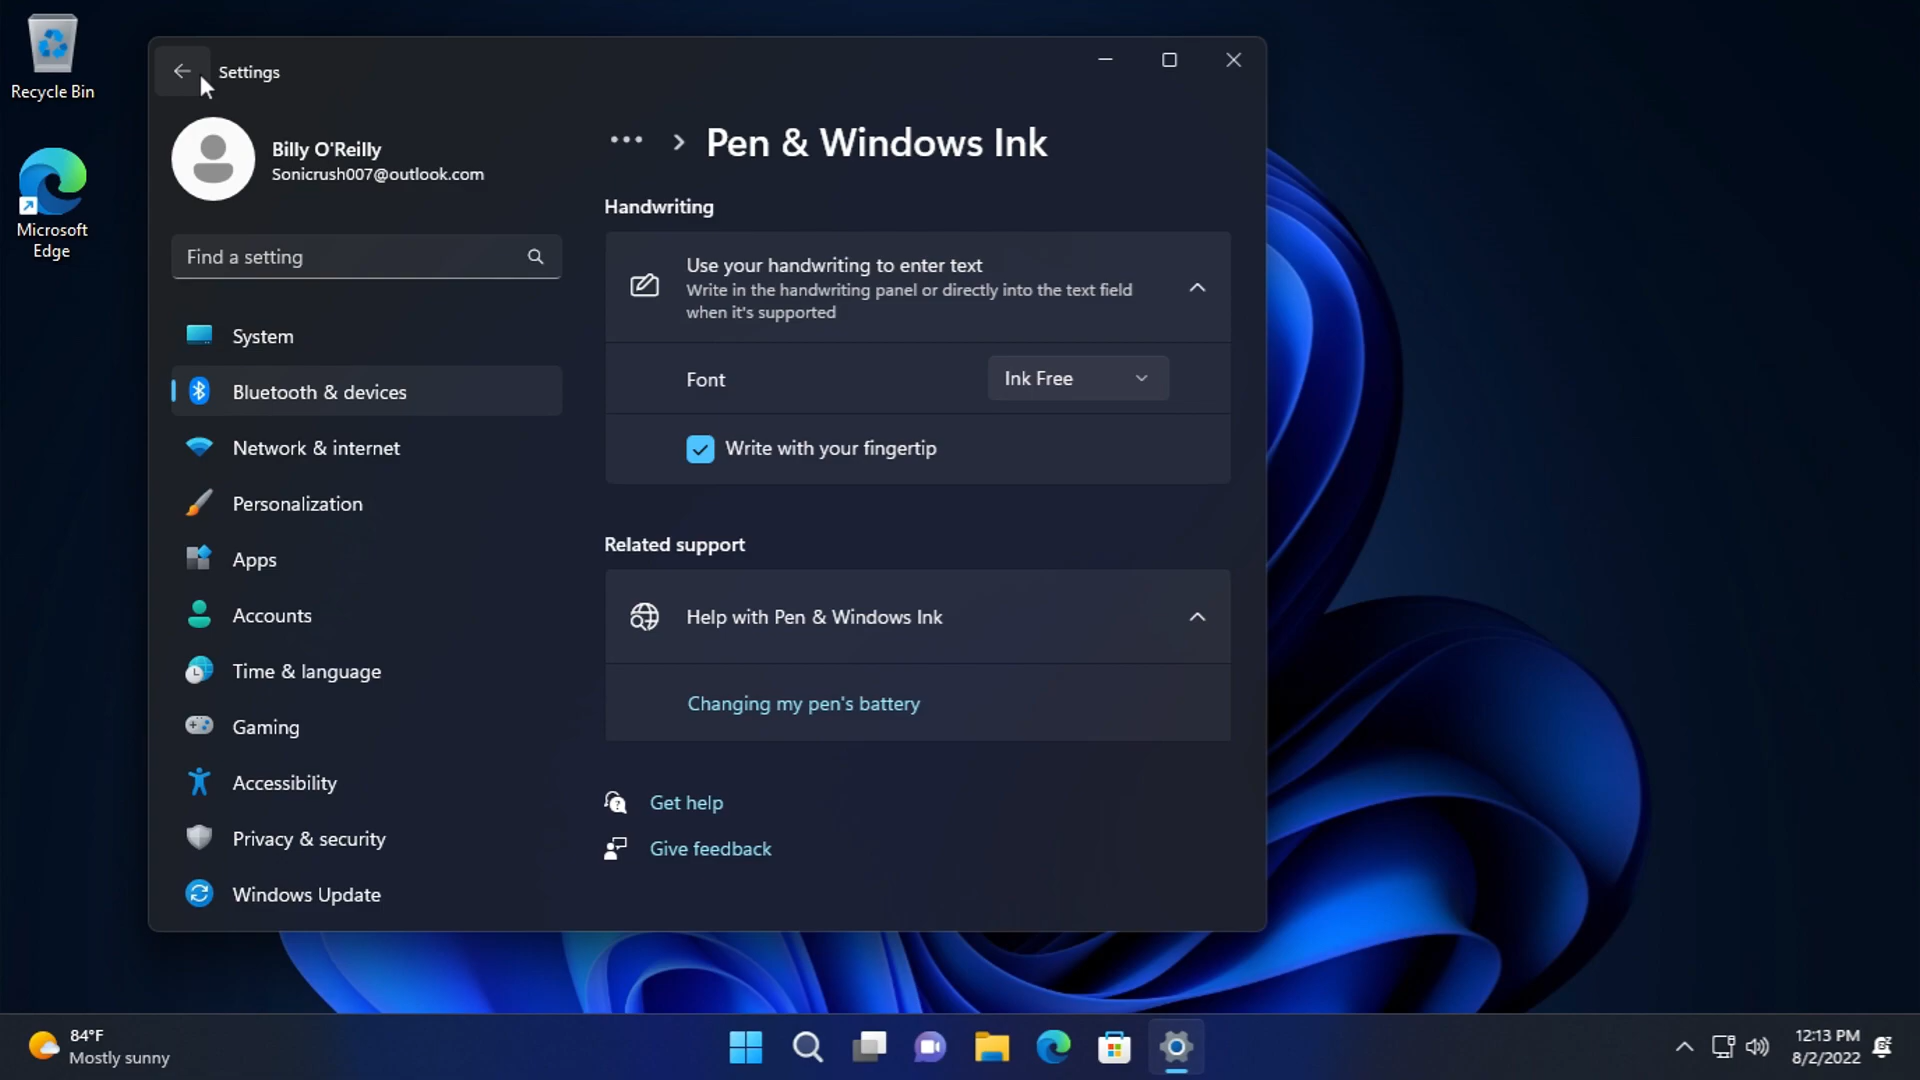 Recycle Bin
Microsoft
Edge
Settings
Billy O'Reilly
Sonicrush007@outlook.com
Find a setting
System
Bluetooth & devices
Network & internet
Personalization
Apps
Accounts
Time & language
Gaming
Accessibility
Privacy & security
Windows Update
Pen & Windows Ink
Handwriting
Use your handwriting to enter text
Write in the handwriting panel or directly into the text field
when it's supported
Font
Ink Free
Write with your fingertip
Related support
Help with Pen & Windows Ink
Changing my pen's battery
Get help
Give feedback
84°F
Mostly sunny
12:13 PM
8/2/2022